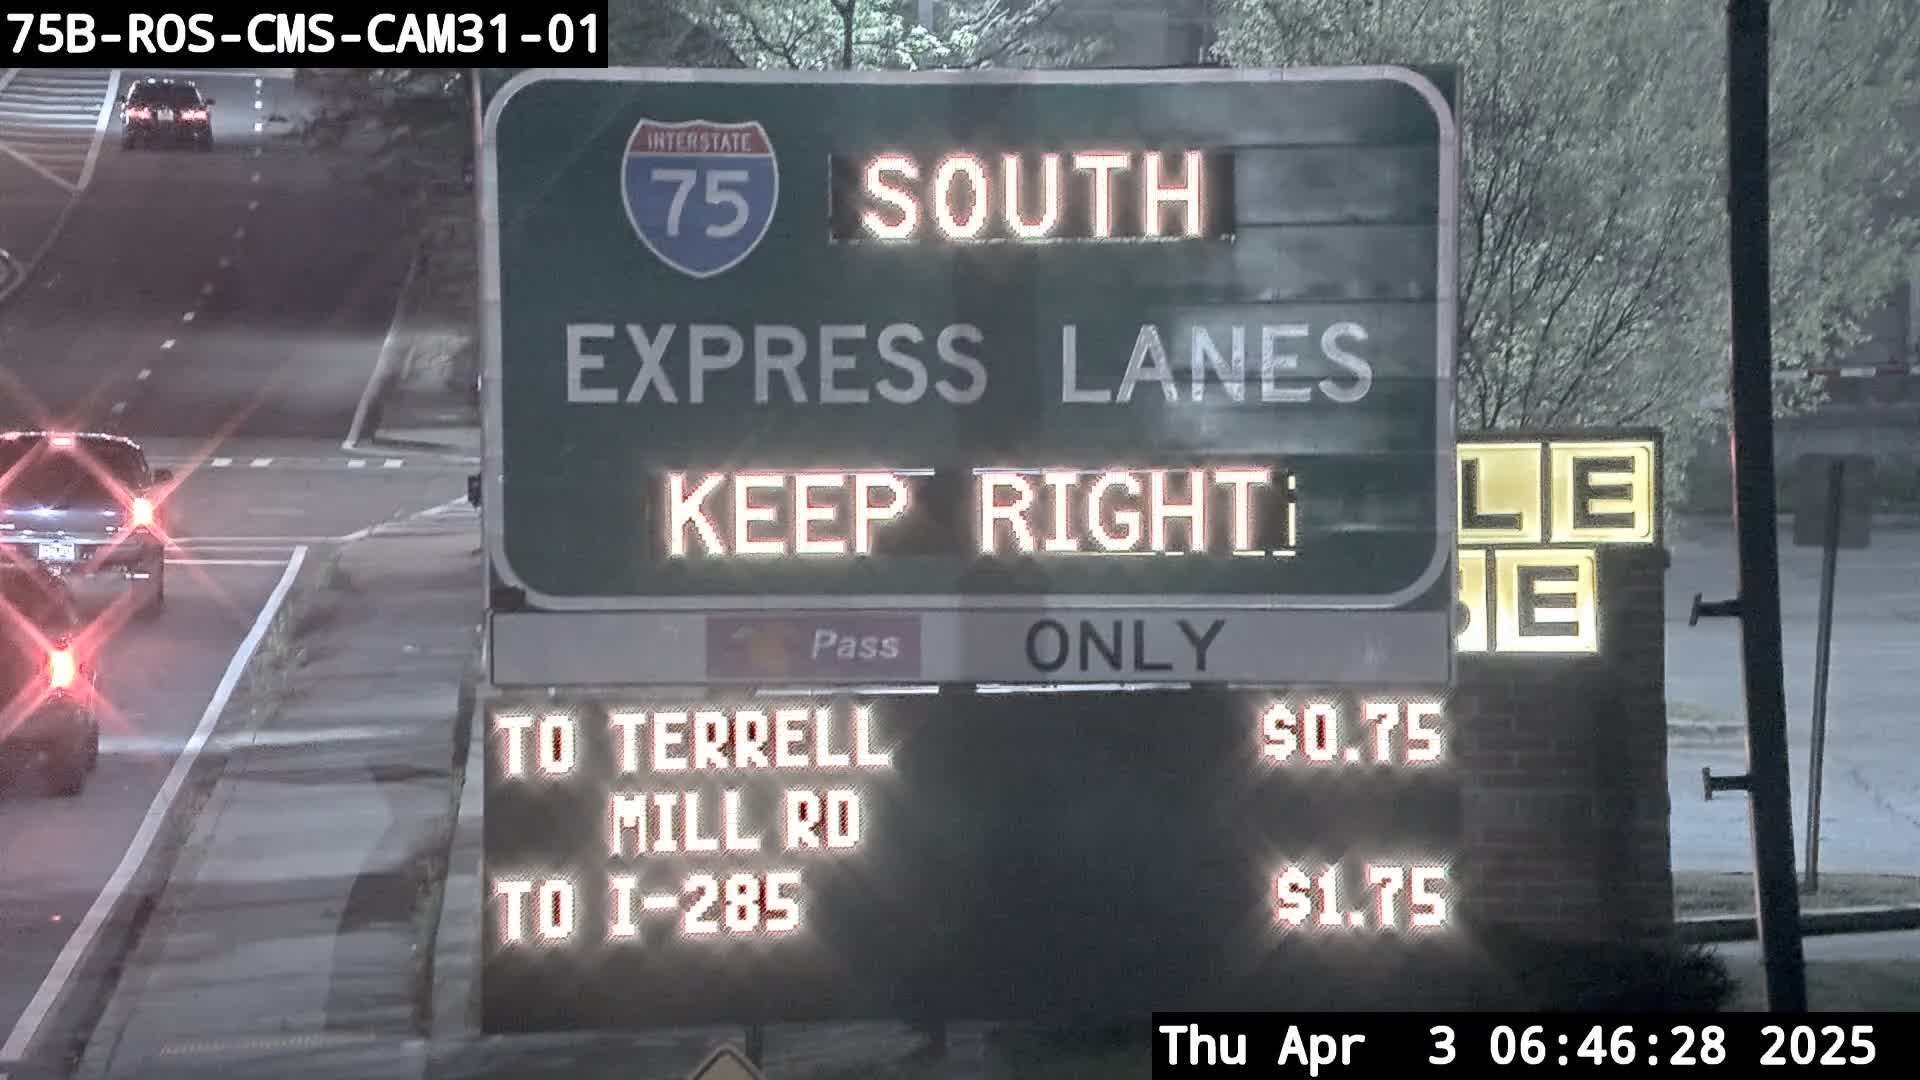 75B-ROS-CMS-CAM31-01
INTERSTATE
75
SOUTH
EXPRESS LANES
KEEP RIGHT
LE
E
Pass ONLY
TO TERRELL $0.75
MILL RD
TO I-285 $1.75
Thu Apr 3 06:46:28 2025